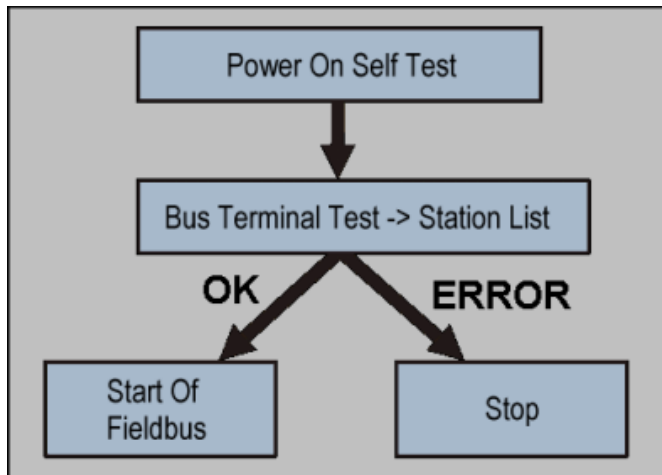 Power On Self Test
Bus Terminal Test -> Station List
OK
ERROR
Start Of
Fieldbus
Stop